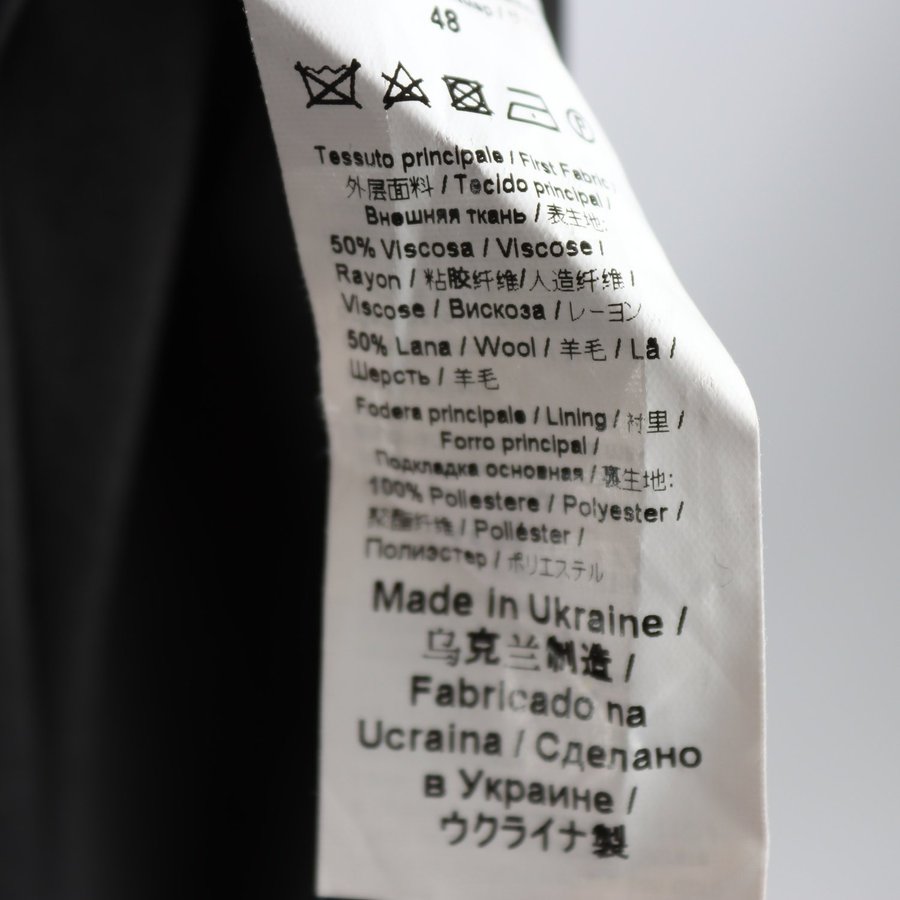 48
Tessuto principale / First Fabric
外层面料 / Tecido principal /
Внешняя ткань / 表生地:
50% Viscosa / Viscose /
Rayon / 粘胶纤维/人造纤维 /
Viscose / Вискоза / レーヨン
50% Lana / Wool / 羊毛 / Lã /
Шерсть / 羊毛
Fodera principale / Lining / 衬里 /
Forro principal /
Подкладка основная / 裏生地:
100% Poliestere / Polyester /
聚酯纤维 / Poliéster /
Полиэстер / ポリエステル
Made in Ukraine /
乌克兰制造 /
Fabricado na
Ucraina / Сделано
в Украине /
ウクライナ製